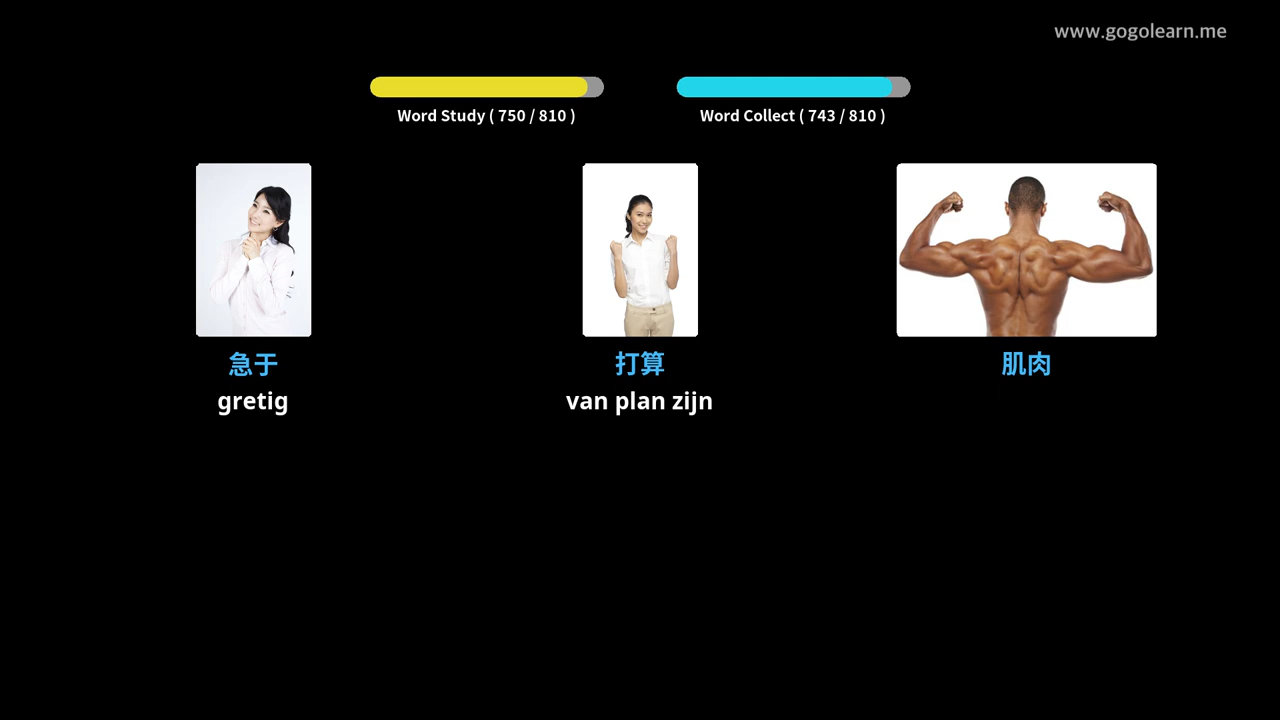 www.gogolearn.me
Word Study ( 750 / 810 )
Word Collect ( 743 / 810 )
急于
打算
肌肉
gretig
van plan zijn